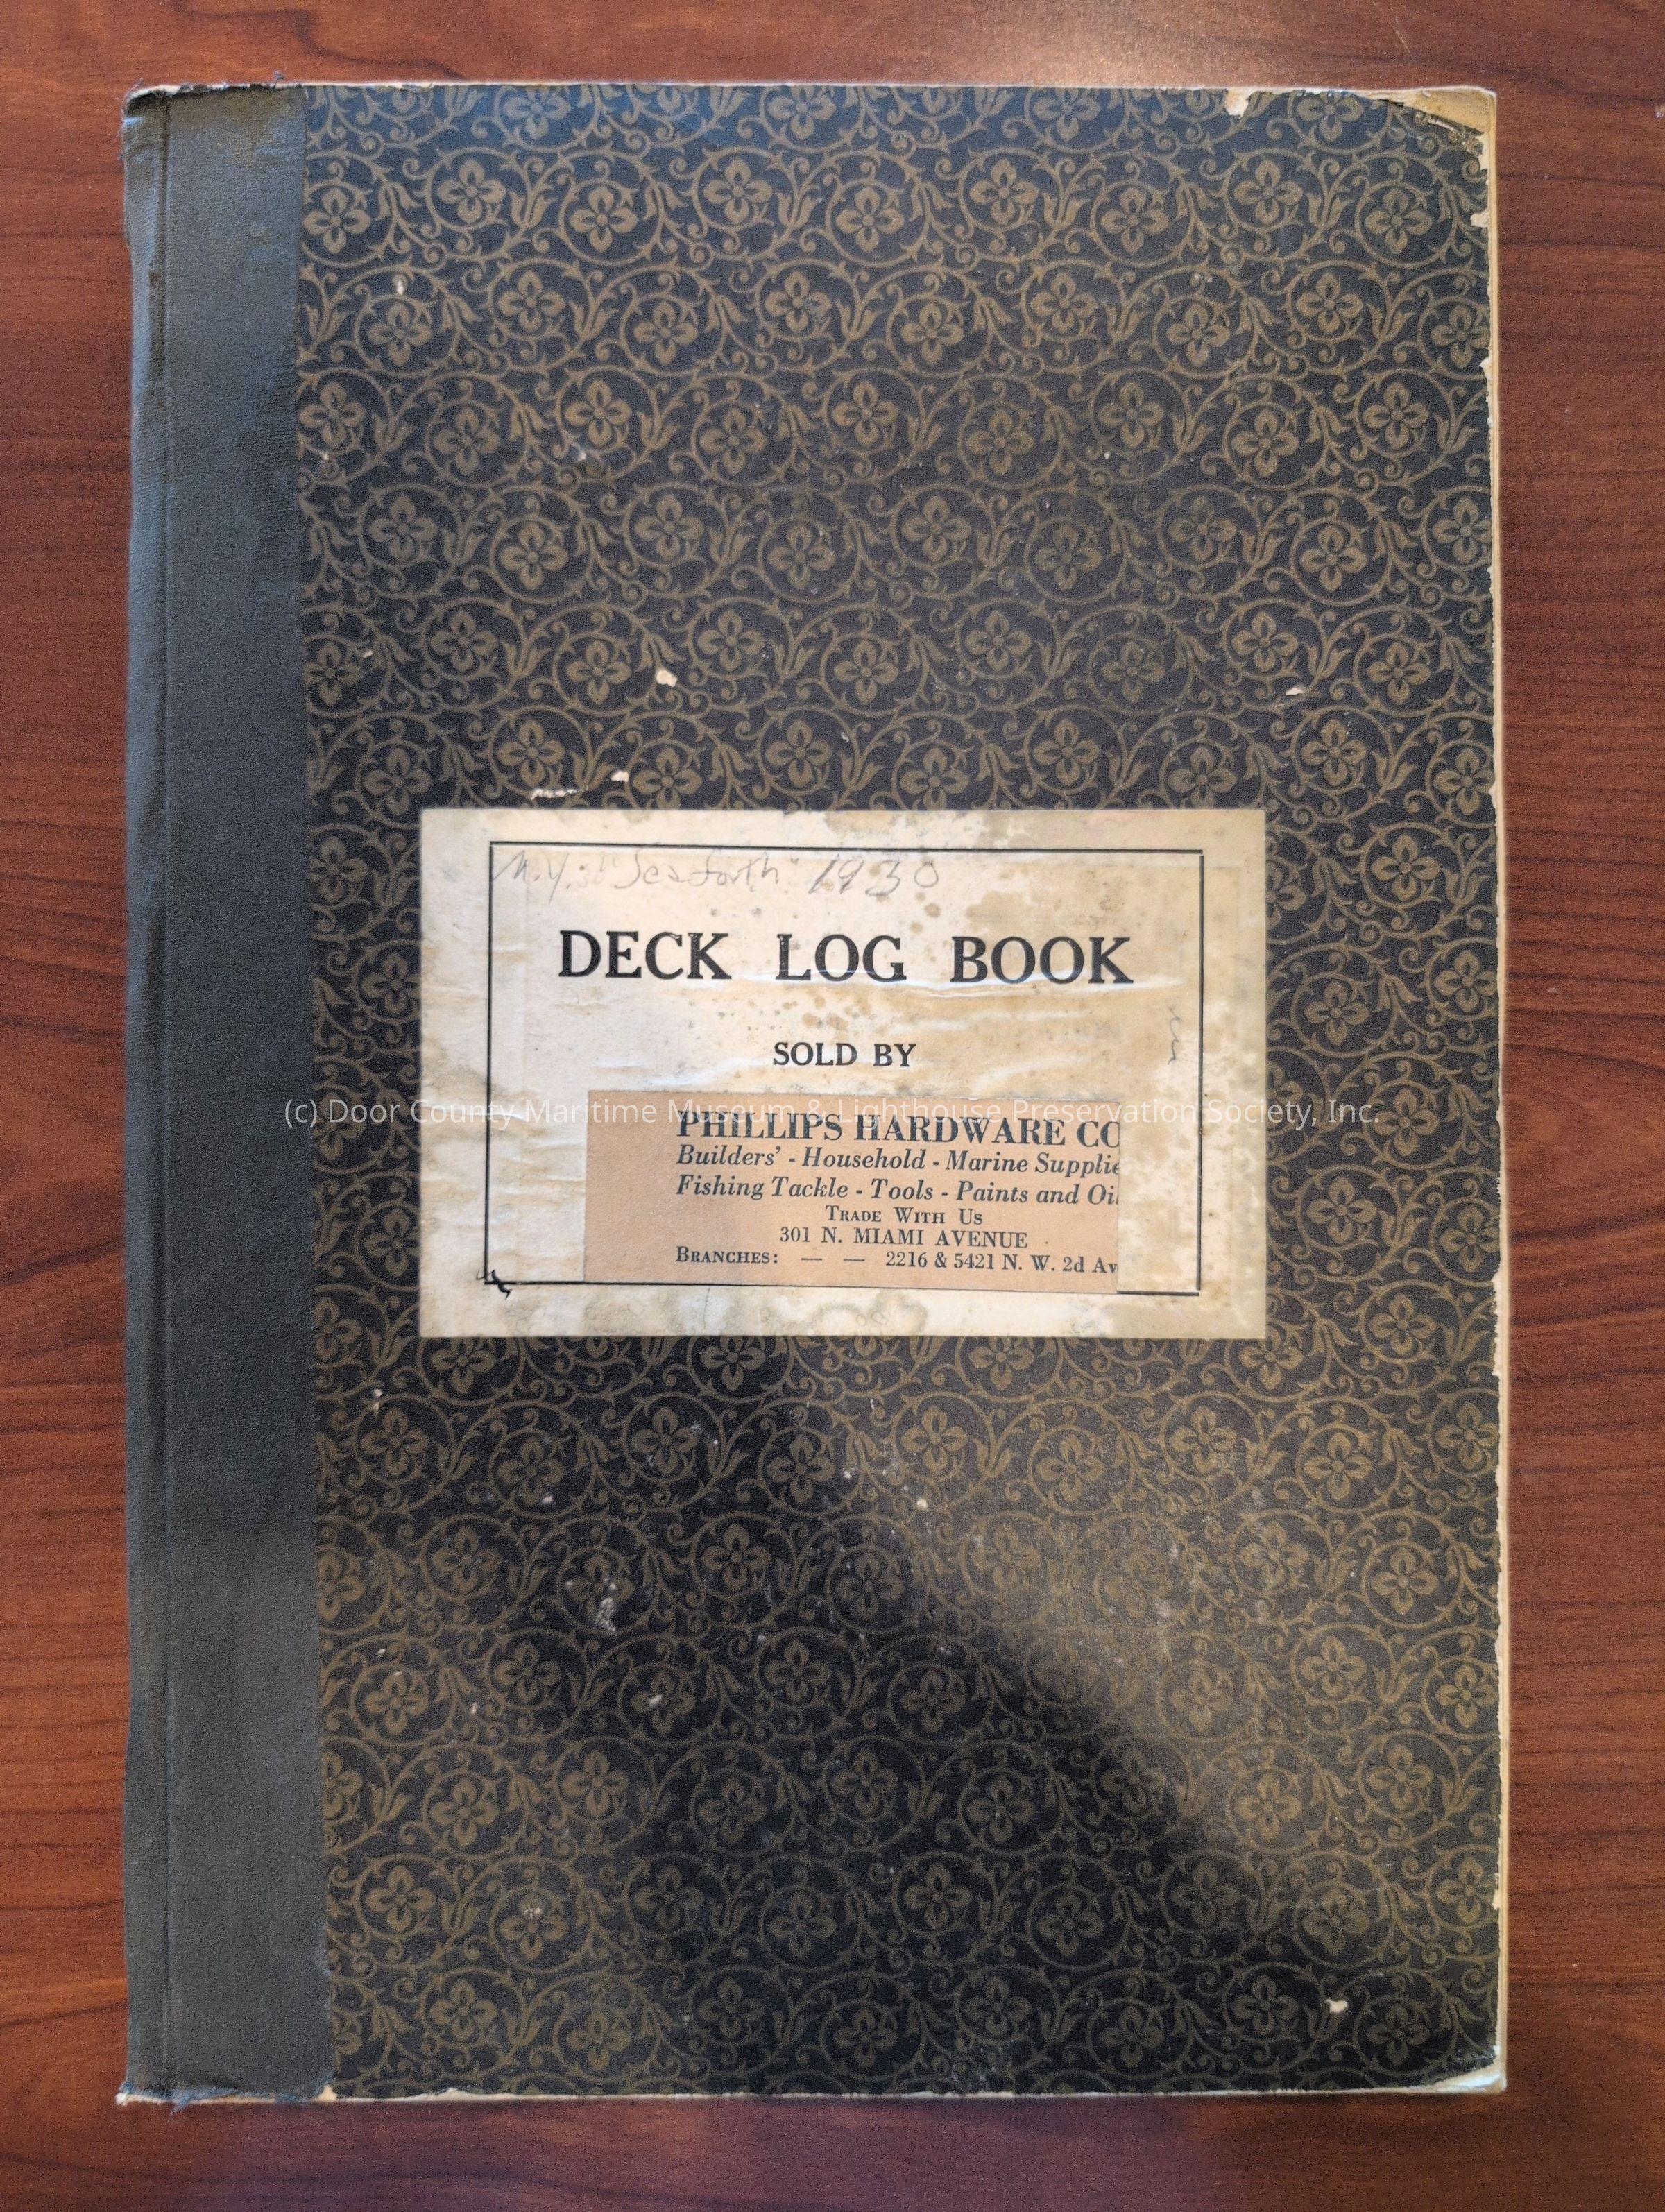 M.Y. "Seaforth" 1930
DECK LOG BOOK
SOLD BY
(c) Door County Maritime Museum & Lighthouse Preservation Society, Inc.
PHILLIPS HARDWARE CO
Builders' - Household - Marine Supplie
Fishing Tackle - Tools - Paints and Oi
TRADE WITH US
301 N. MIAMI AVENUE
BRANCHES: — — 2216 & 5421 N. W. 2d Av